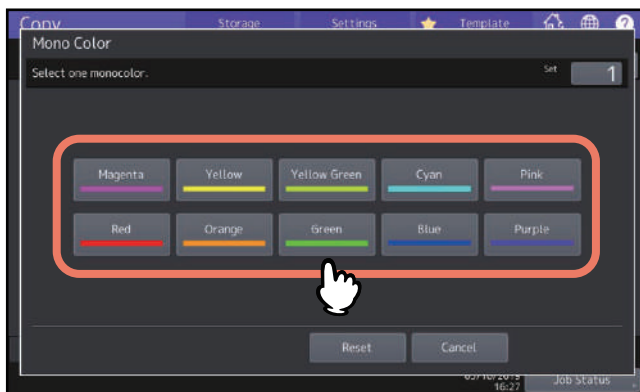 Copy Storage Settings Template
Mono Color
Select one monocolor. Set 1
Magenta Yellow Yellow Green Cyan Pink
Red Orange Green Blue Purple
Reset Cancel
16:27 Job Status